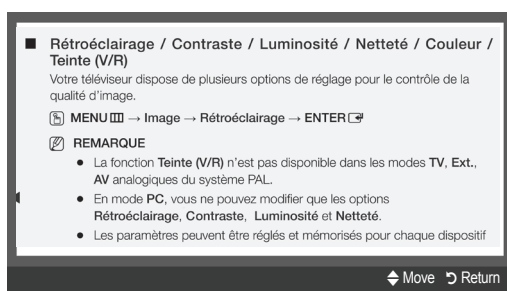 ■ Rétroéclairage / Contraste / Luminosité / Netteté / Couleur /
Teinte (V/R)
Votre téléviseur dispose de plusieurs options de réglage pour le contrôle de la
qualité d'image.
MENU → Image → Rétroéclairage → ENTER
REMARQUE
● La fonction Teinte (V/R) n'est pas disponible dans les modes TV, Ext.,
AV analogiques du système PAL.
● En mode PC, vous ne pouvez modifier que les options
Rétroéclairage, Contraste, Luminosité et Netteté.
● Les paramètres peuvent être réglés et mémorisés pour chaque dispositif
Move Return